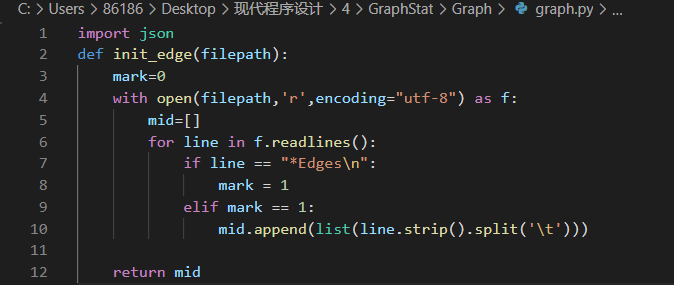 C: > Users > 86186 > Desktop > 现代程序设计 > 4 > GraphStat > Graph > graph.py > ...
1 import json
2 def init_edge(filepath):
3     mark=0
4     with open(filepath,'r',encoding="utf-8") as f:
5         mid=[]
6         for line in f.readlines():
7             if line == "*Edges\n":
8                 mark = 1
9             elif mark == 1:
10                 mid.append(list(line.strip().split('\t')))
11
12     return mid